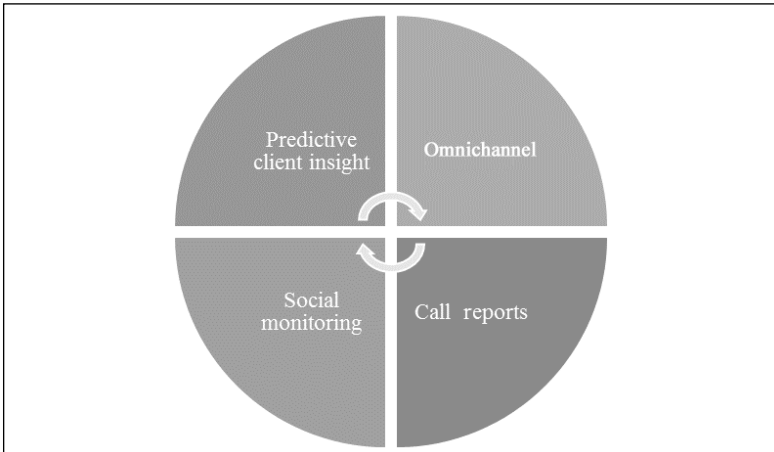 Predictive
client insight
Omnichannel
Social
monitoring
Call reports